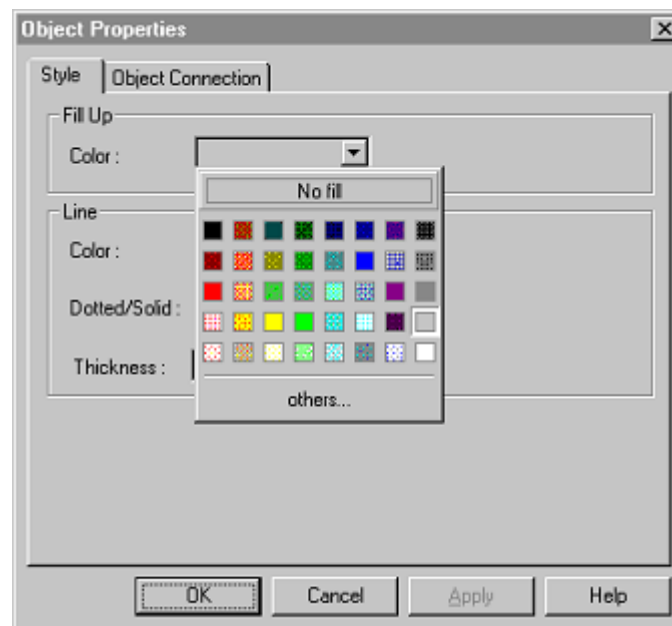 Object Properties
Style
Object Connection
Fill Up
Color :
No fill
Line
Color :
Dotted/Solid :
Thickness :
others...
OK
Cancel
Apply
Help